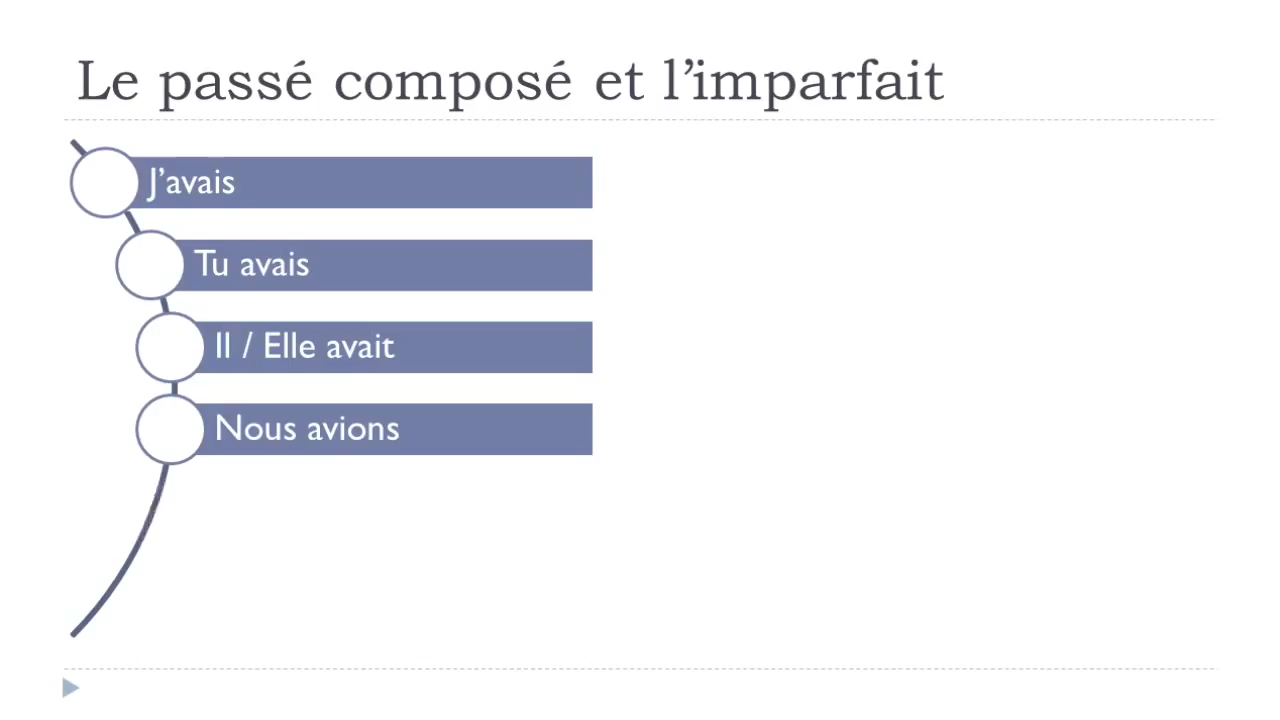 Le passé composé et l’imparfait
J’avais
Tu avais
Il / Elle avait
Nous avions